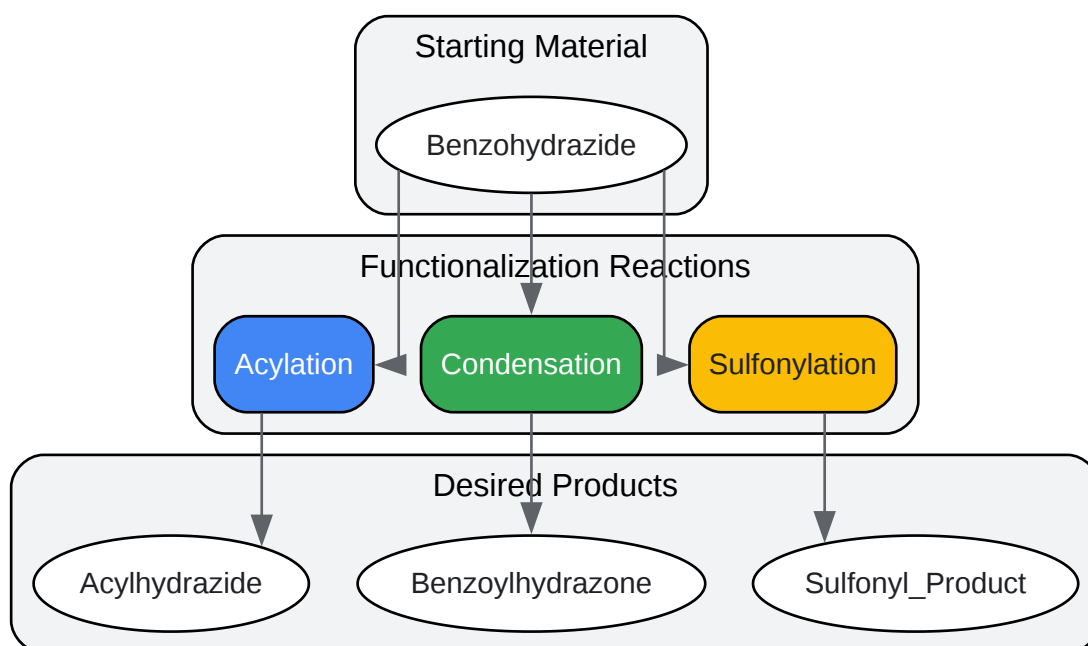 Starting Material
Benzohydrazide
Functionalization Reactions
Acylation
Condensation
Sulfonylation
Desired Products
Acylhydrazide
Benzoylhydrazone
Sulfonyl_Product